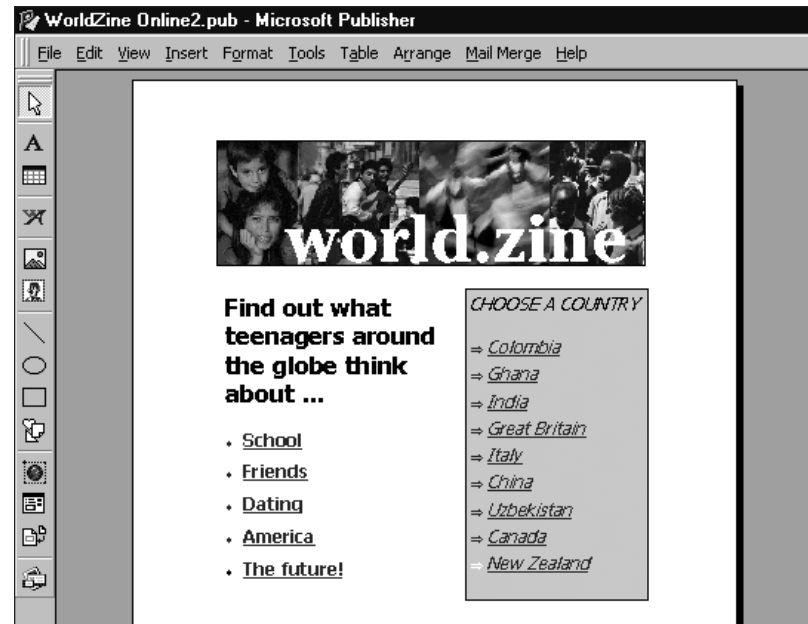 WorldZine Online2.pub - Microsoft Publisher
File Edit View Insert Format Tools Table Arrange Mail Merge Help
A
world.zine
Find out what
teenagers around
the globe think
about ...
School
Friends
Dating
America
The future!
CHOOSE A COUNTRY
⇒ Colombia
⇒ Ghana
⇒ India
⇒ Great Britain
⇒ Italy
⇒ China
⇒ Uzbekistan
⇒ Canada
⇒ New Zealand